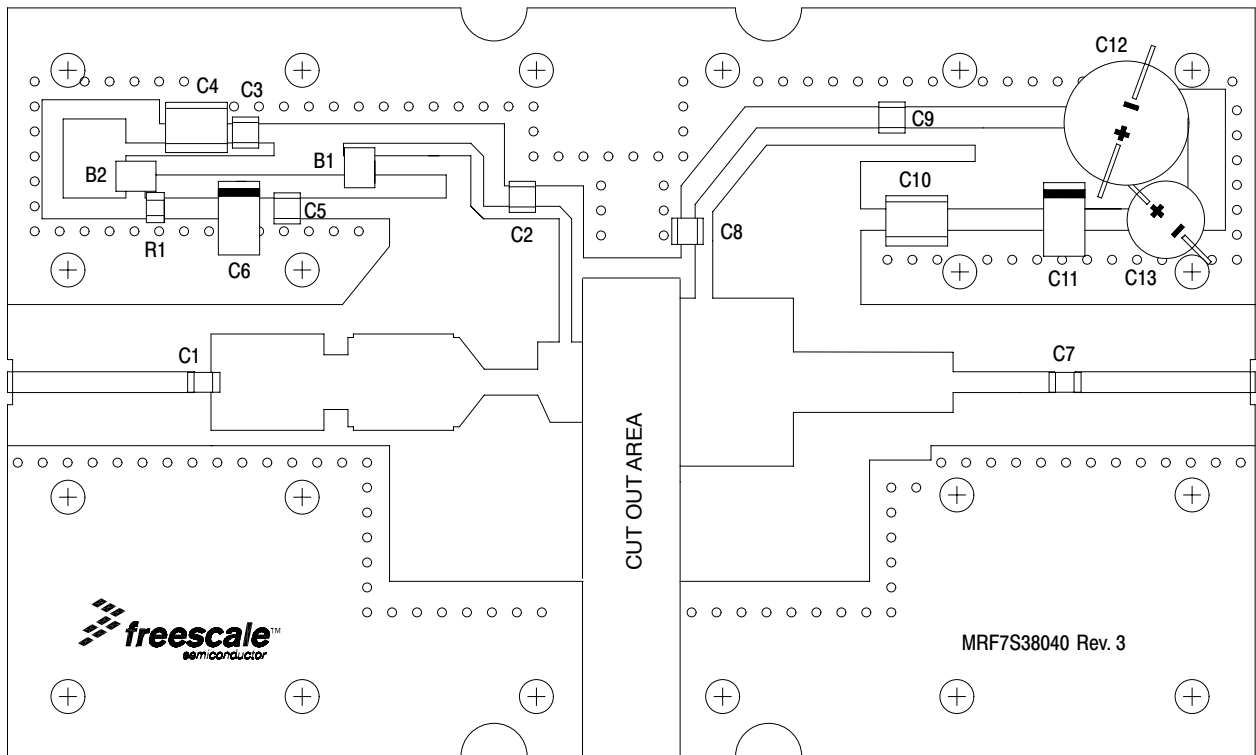 C12
C4 C3
C9
B1
B2
C10
C5
R1
C2
C8
C6
C11 C13
C1
C7
CUT OUT AREA
freescale™
semiconductor
MRF7S38040 Rev. 3